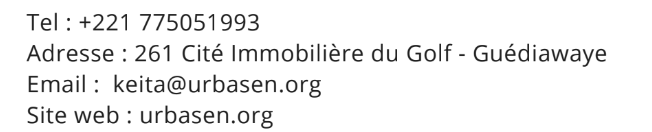 Tel : +221 775051993
Adresse : 261 Cité Immobilière du Golf - Guédiawaye
Email :  keita@urbasen.org
Site web : urbasen.org